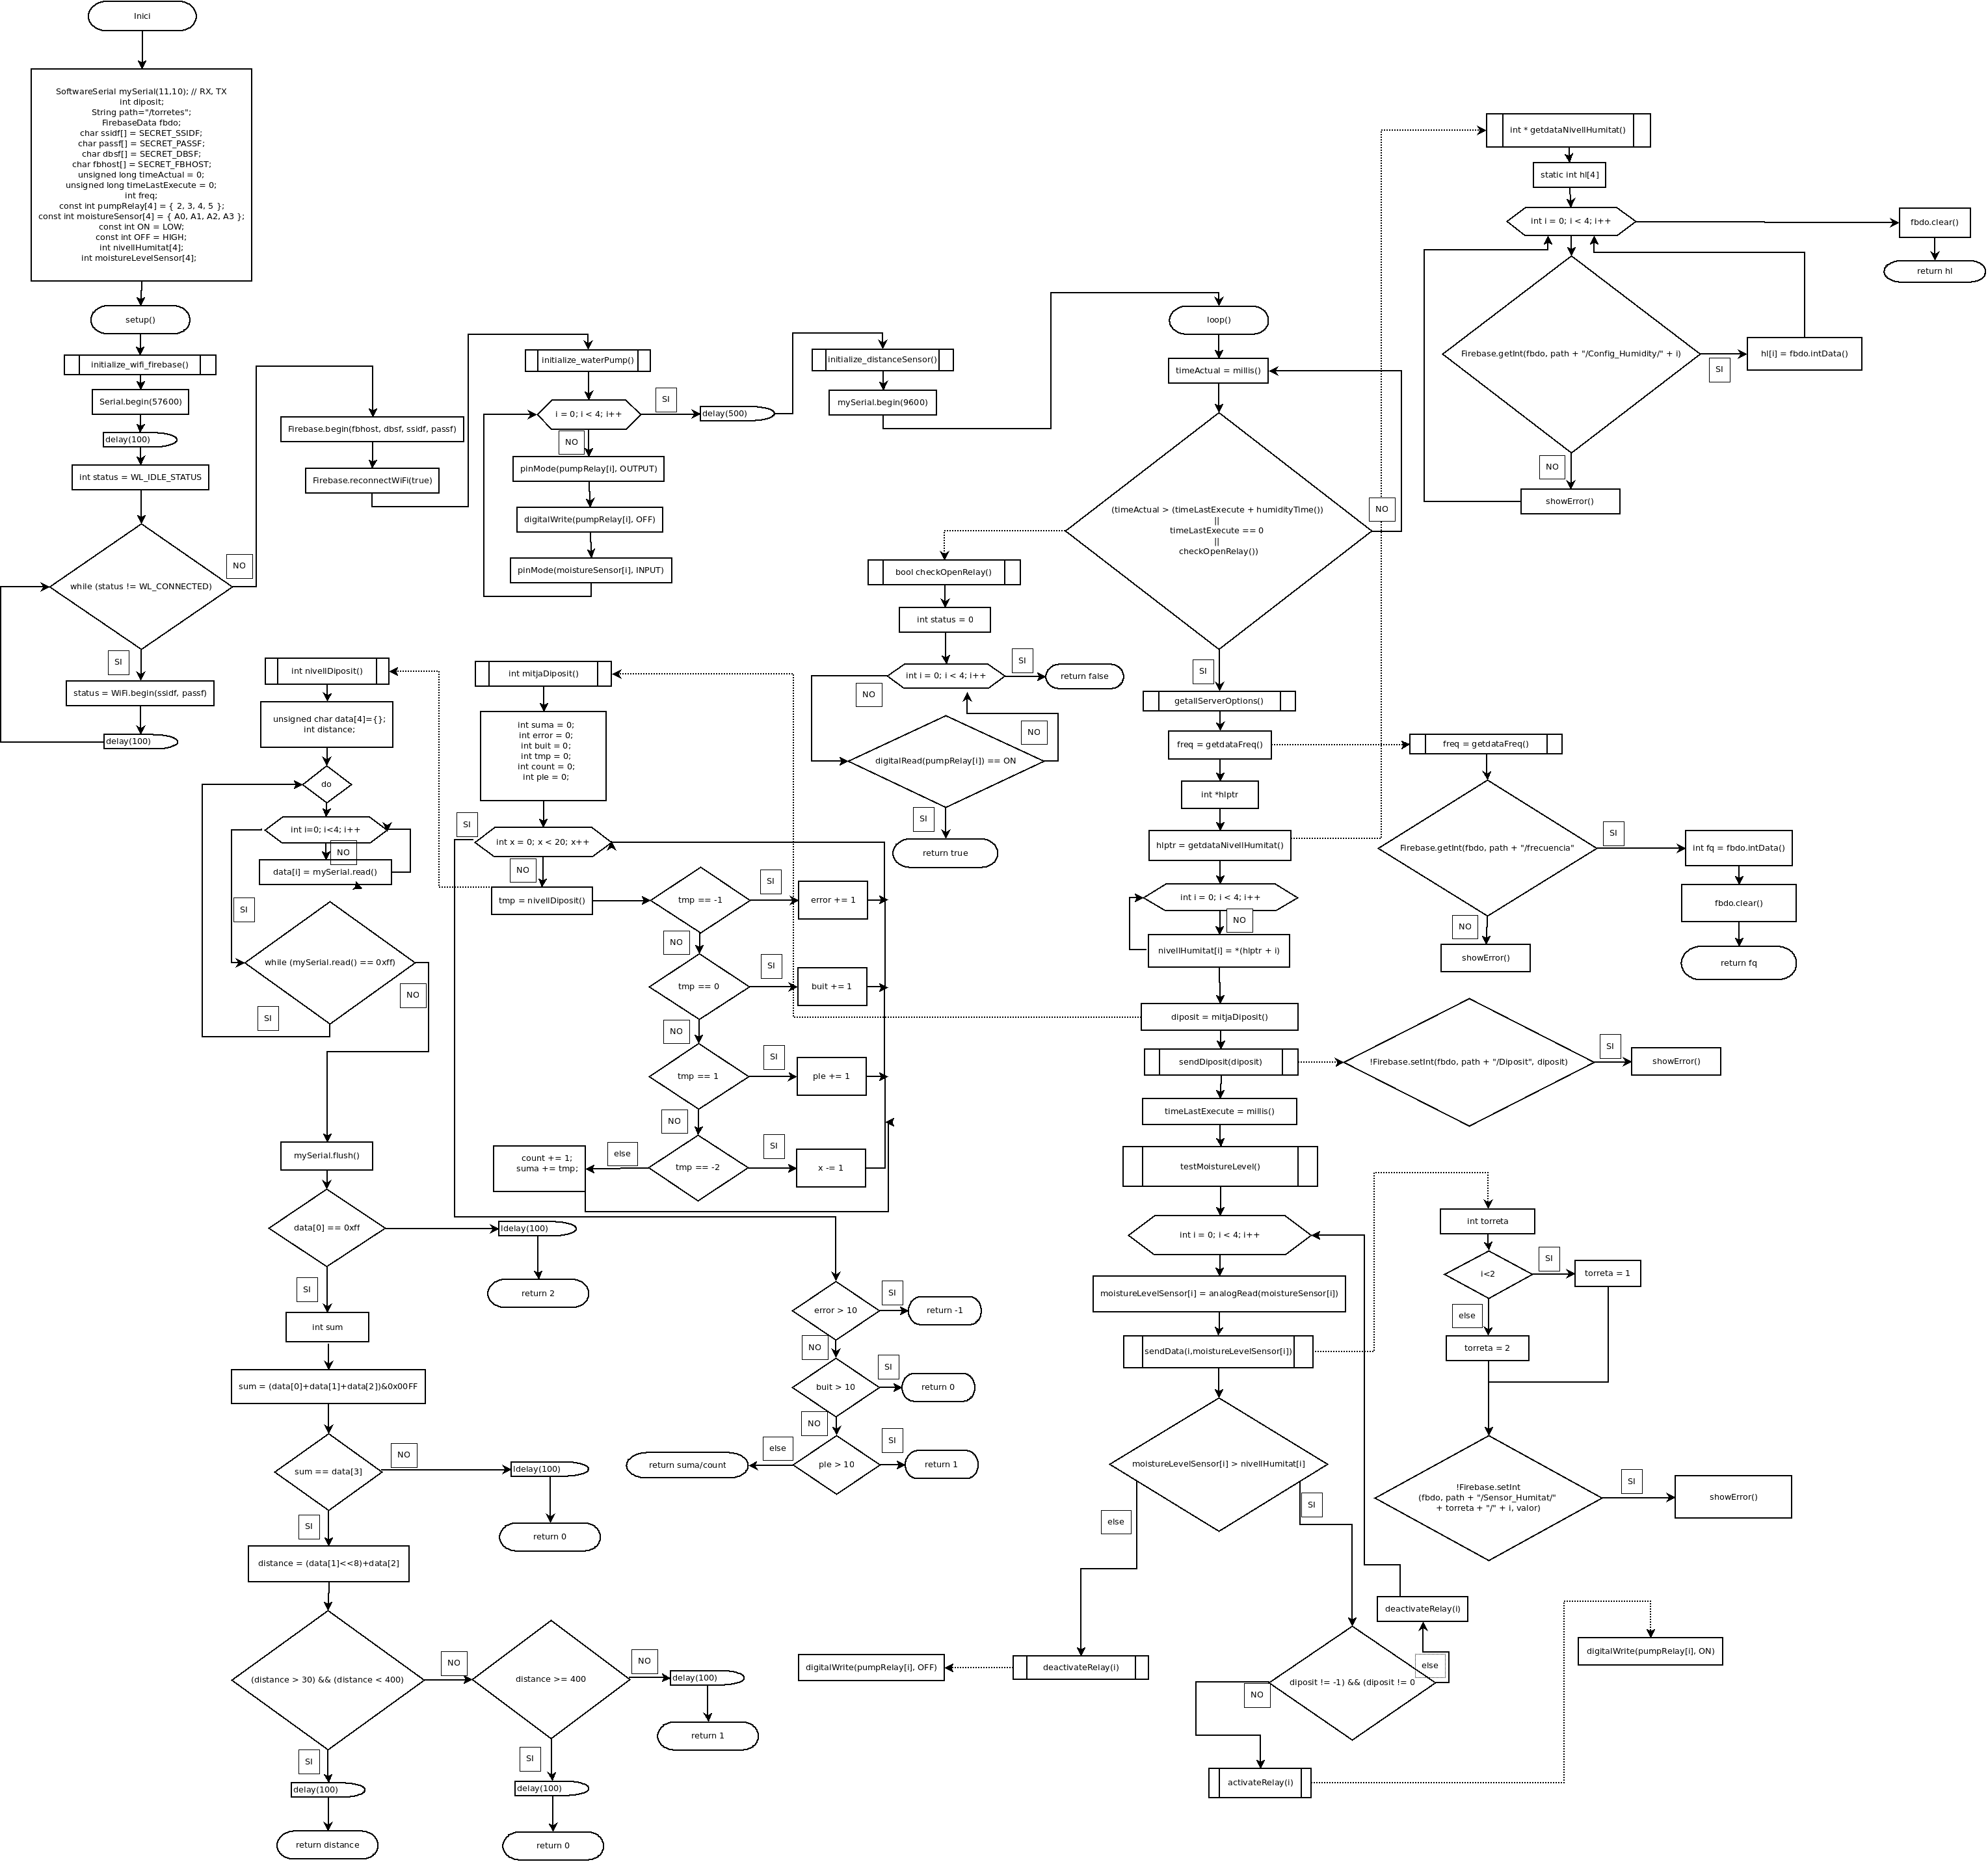 Inici
SoftwareSerial mySerial(11,10); // RX, TX
int diposit;
String path="/torretes";
FirebaseData fbdo;
char ssidf[] = SECRET_SSIDF;
char passf[] = SECRET_PASSF;
char dbsf[] = SECRET_DBSF;
char fbhost[] = SECRET_FBHOST;
unsigned long timeActual = 0;
unsigned long timeLastExecute = 0;
int freq;
const int pumpRelay[4] = { 2, 3, 4, 5 };
const int moistureSensor[4] = { A0, A1, A2, A3 };
const int ON = LOW;
const int OFF = HIGH;
int nivellHumitat[4];
int moistureLevelSensor[4];
setup()
initialize_wifi_firebase()
Serial.begin(57600)
delay(100)
int status = WL_IDLE_STATUS
while (status != WL_CONNECTED)
NO
SI
status = WiFi.begin(ssidf, passf)
delay(100)
Firebase.begin(fbhost, dbsf, ssidf, passf)
Firebase.reconnectWiFi(true)
initialize_waterPump()
i = 0; i < 4; i++
SI
NO
pinMode(pumpRelay[i], OUTPUT)
digitalWrite(pumpRelay[i], OFF)
pinMode(moistureSensor[i], INPUT)
delay(500)
initialize_distanceSensor()
mySerial.begin(9600)
loop()
timeActual = millis()
(timeActual > (timeLastExecute + humidityTime())
||
timeLastExecute == 0
||
checkOpenRelay())
NO
SI
bool checkOpenRelay()
int status = 0
int i = 0; i < 4; i++
SI
return false
NO
digitalRead(pumpRelay[i]) == ON
NO
SI
return true
getallServerOptions()
freq = getdataFreq()
int *hlptr
hlptr = getdataNivellHumitat()
int i = 0; i < 4; i++
NO
nivellHumitat[i] = *(hlptr + i)
diposit = mitjaDiposit()
sendDiposit(diposit)
timeLastExecute = millis()
testMoistureLevel()
int i = 0; i < 4; i++
moistureLevelSensor[i] = analogRead(moistureSensor[i])
sendData(i,moistureLevelSensor[i])
moistureLevelSensor[i] > nivellHumitat[i]
else
SI
deactivateRelay(i)
digitalWrite(pumpRelay[i], OFF)
diposit != -1) && (diposit != 0
NO
else
deactivateRelay(i)
activateRelay(i)
digitalWrite(pumpRelay[i], ON)
int * getdataNivellHumitat()
static int hl[4]
int i = 0; i < 4; i++
fbdo.clear()
return hl
Firebase.getInt(fbdo, path + "/Config_Humidity/" + i)
SI
hl[i] = fbdo.intData()
NO
showError()
freq = getdataFreq()
Firebase.getInt(fbdo, path + "/frecuencia"
SI
int fq = fbdo.intData()
fbdo.clear()
return fq
NO
showError()
!Firebase.setInt(fbdo, path + "/Diposit", diposit)
SI
showError()
int torreta
i<2
SI
torreta = 1
else
torreta = 2
!Firebase.setInt
(fbdo, path + "/Sensor_Humitat/"
+ torreta + "/" + i, valor)
SI
showError()
int nivellDiposit()
unsigned char data[4]={};
int distance;
do
int i=0; i<4; i++
NO
data[i] = mySerial.read()
SI
while (mySerial.read() == 0xff)
NO
SI
mySerial.flush()
data[0] == 0xff
ldelay(100)
return 2
SI
int sum
sum = (data[0]+data[1]+data[2])&0x00FF
sum == data[3]
NO
ldelay(100)
return 0
SI
distance = (data[1]<<8)+data[2]
(distance > 30) && (distance < 400)
NO
distance >= 400
NO
delay(100)
return 1
SI
delay(100)
return distance
SI
delay(100)
return 0
int mitjaDiposit()
int suma = 0;
int error = 0;
int buit = 0;
int tmp = 0;
int count = 0;
int ple = 0;
SI
int x = 0; x < 20; x++
NO
tmp = nivellDiposit()
tmp == -1
SI
error += 1
NO
tmp == 0
SI
buit += 1
NO
tmp == 1
SI
ple += 1
NO
tmp == -2
SI
x -= 1
else
count += 1;
suma += tmp;
error > 10
SI
return -1
NO
buit > 10
SI
return 0
NO
ple > 10
SI
return 1
else
return suma/count